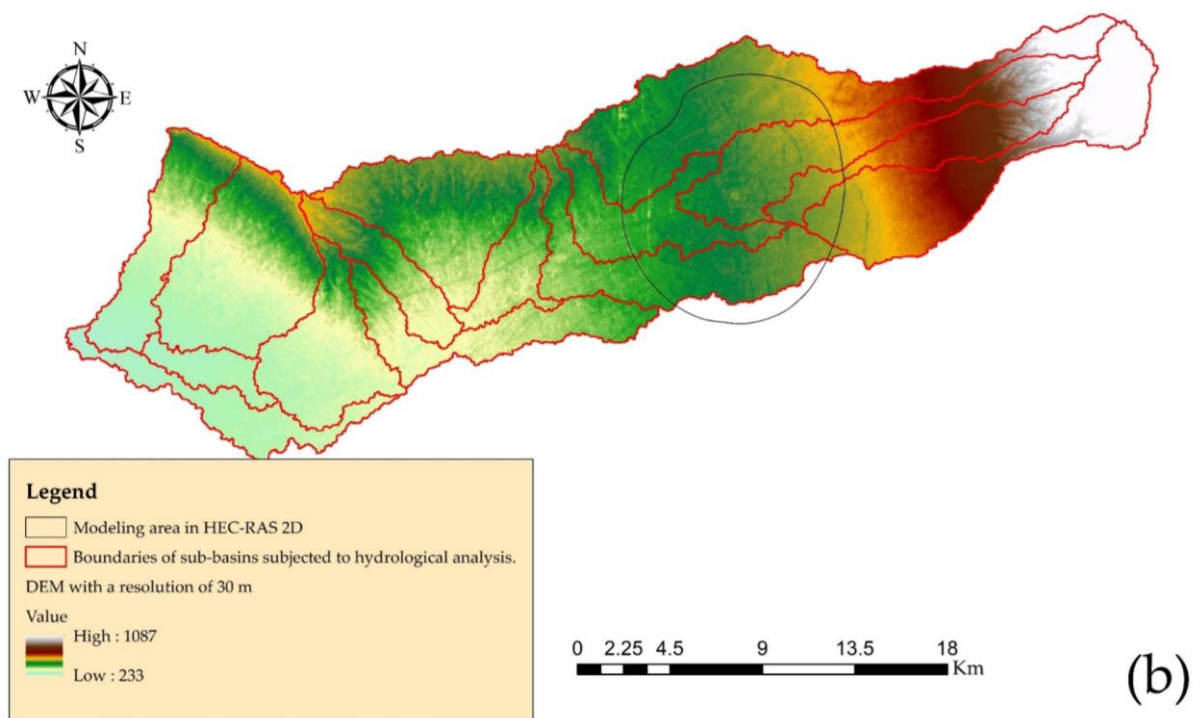 N
W E
S
Legend
Modeling area in HEC-RAS 2D
Boundaries of sub-basins subjected to hydrological analysis.
DEM with a resolution of 30 m
Value
High : 1087
Low : 233
0 2.25 4.5 9 13.5 18
Km
(b)